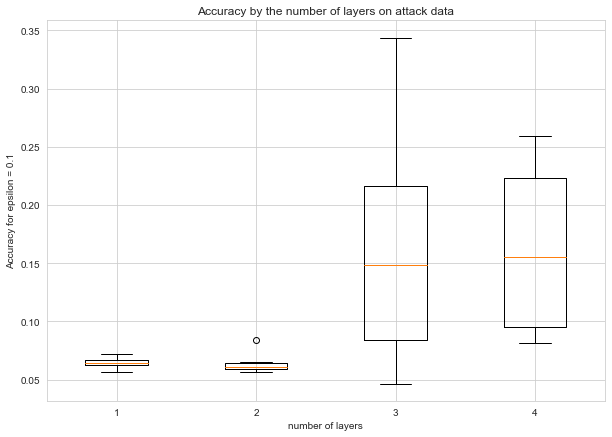 Accuracy by the number of layers on attack data
0.35
0.30
0.25
0.20
0.15
0.10
0.05
Accuracy for epsilon = 0.1
1 2 3 4
number of layers